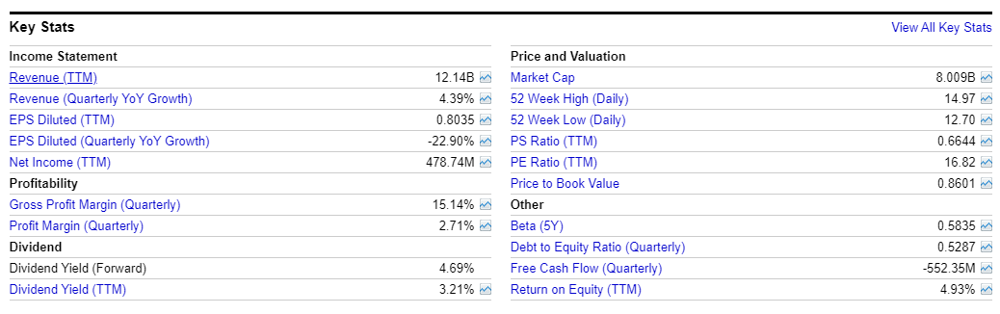 Key Stats
View All Key Stats
Income Statement
Revenue (TTM) 12.14B
Revenue (Quarterly YoY Growth) 4.39%
EPS Diluted (TTM) 0.8035
EPS Diluted (Quarterly YoY Growth) -22.90%
Net Income (TTM) 478.74M
Profitability
Gross Profit Margin (Quarterly) 15.14%
Profit Margin (Quarterly) 2.71%
Dividend
Dividend Yield (Forward) 4.69%
Dividend Yield (TTM) 3.21%
Price and Valuation
Market Cap 8.009B
52 Week High (Daily) 14.97
52 Week Low (Daily) 12.70
PS Ratio (TTM) 0.6644
PE Ratio (TTM) 16.82
Price to Book Value 0.8601
Other
Beta (5Y) 0.5835
Debt to Equity Ratio (Quarterly) 0.5287
Free Cash Flow (Quarterly) -552.35M
Return on Equity (TTM) 4.93%